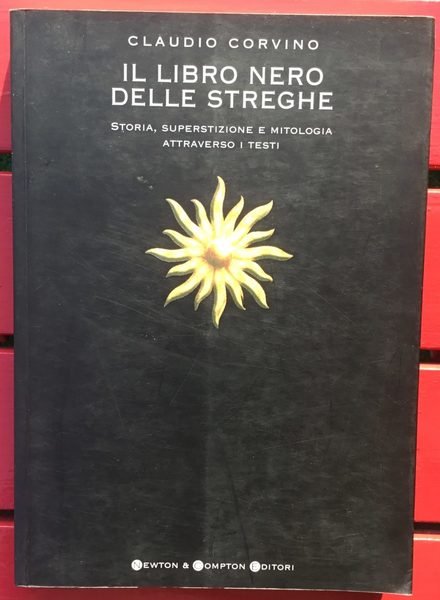 CLAUDIO CORVINO
IL LIBRO NERO
DELLE STREGHE
STORIA, SUPERSTIZIONE E MITOLOGIA
ATTRAVERSO I TESTI
NEWTON & COMPTON EDITORI